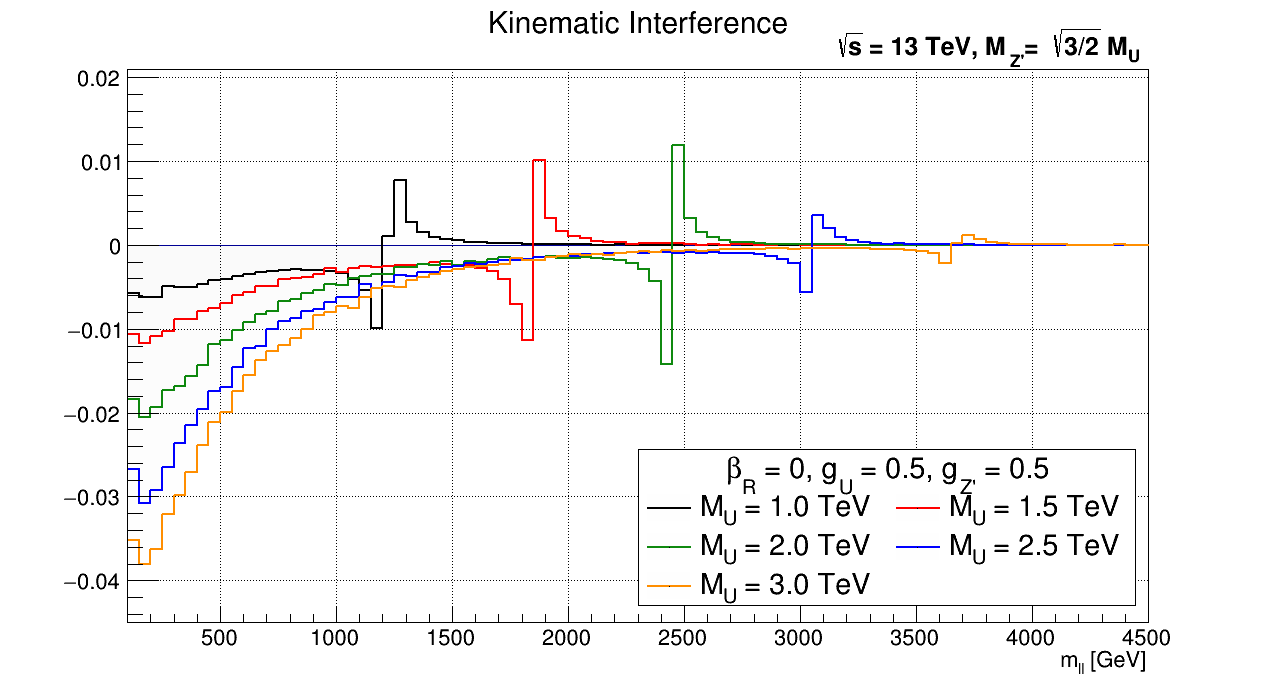 Kinematic Interference
√s = 13 TeV, M_Z' = √3/2 M_U
0.02
0.01
0
−0.01
−0.02
−0.03
−0.04
β_R = 0, g_U = 0.5, g_Z' = 0.5
M_U = 1.0 TeV M_U = 1.5 TeV
M_U = 2.0 TeV M_U = 2.5 TeV
M_U = 3.0 TeV
500 1000 1500 2000 2500 3000 3500 4000 4500
m_ll [GeV]